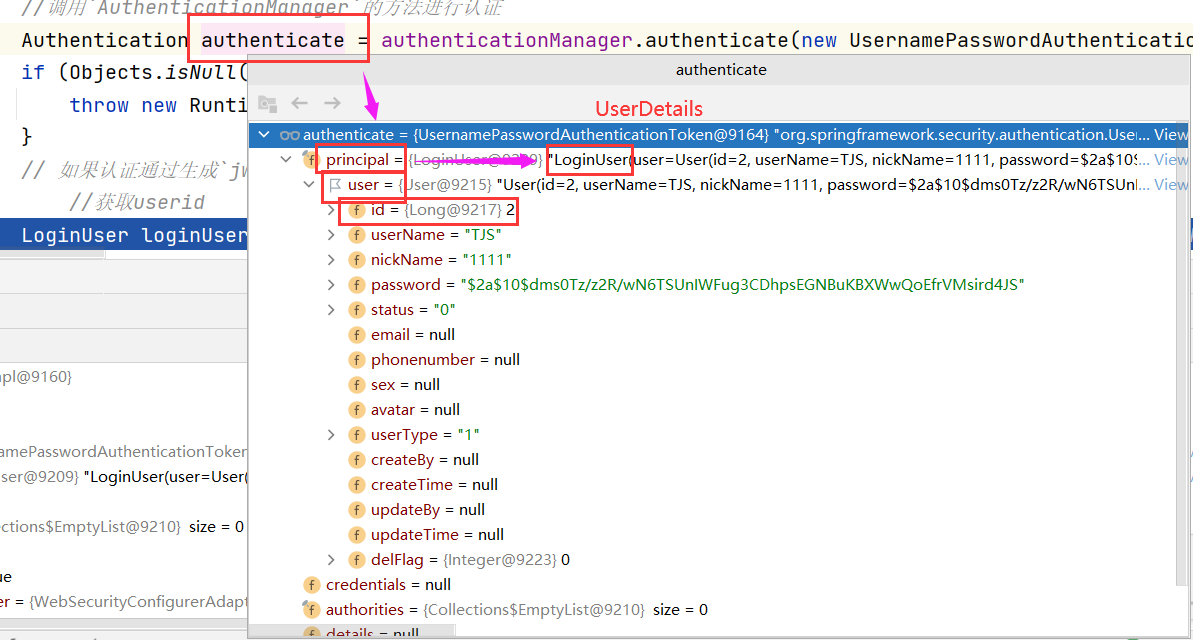 //调用`AuthenticationManager`的方法进行认证
Authentication authenticate = authenticationManager.authenticate(new UsernamePasswordAuthenticatio
if (Objects.isNull(
authenticate
throw new Runti
UserDetails
}
authenticate = {UsernamePasswordAuthenticationToken@9164} "org.springframework.security.authentication.Use... View
// 如果认证通过生成`jw
principal = {LoginUser@9209} "LoginUser(user=User(id=2, userName=TJS, nickName=1111, password=$2a$10$... View
user = {User@9215} "User(id=2, userName=TJS, nickName=1111, password=$2a$10$dms0Tz/z2R/wN6TSUnI... View
//获取userid
id = {Long@9217} 2
LoginUser loginUser
userName = "TJS"
nickName = "1111"
password = "$2a$10$dms0Tz/z2R/wN6TSUnIWFug3CDhpsEGNBuKBXWwQoEfrVMsird4JS"
status = "0"
email = null
phonenumber = null
mpl@9160}
sex = null
avatar = null
userType = "1"
amePasswordAuthenticationToken
createBy = null
ser@9209} "LoginUser(user=User(
createTime = null
updateBy = null
ections$EmptyList@9210} size = 0
updateTime = null
delFlag = {Integer@9223} 0
ue
credentials = null
er = {WebSecurityConfigurerAdapt
authorities = {Collections$EmptyList@9210} size = 0
details = null